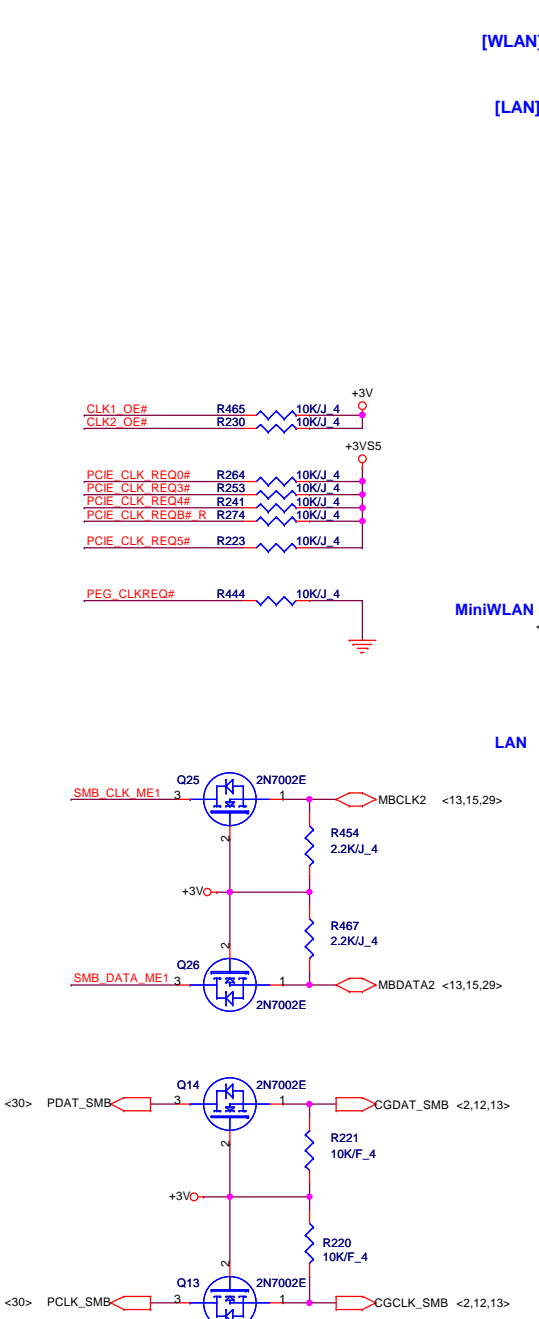 [WLAN]
[LAN]
+3V
CLK1_OE# R465 10K/J_4
CLK2_OE# R230 10K/J_4
+3VS5
PCIE_CLK_REQ0# R264 10K/J_4
PCIE_CLK_REQ3# R253 10K/J_4
PCIE_CLK_REQ4# R241 10K/J_4
PCIE_CLK_REQB#_R R274 10K/J_4
PCIE_CLK_REQ5# R223 10K/J_4
PEG_CLKREQ# R444 10K/J_4
MiniWLAN
<
LAN
Q25 2N7002E
SMB_CLK_ME1 3 1 MBCLK2 <13,15,29>
2
R454
2.2K/J_4
+3V
R467
2.2K/J_4
2
Q26
SMB_DATA_ME1 3 1 MBDATA2 <13,15,29>
2N7002E
Q14 2N7002E
<30> PDAT_SMB 3 1 CGDAT_SMB <2,12,13>
2
R221
10K/F_4
+3V
R220
10K/F_4
2
Q13 2N7002E
<30> PCLK_SMB 3 1 CGCLK_SMB <2,12,13>